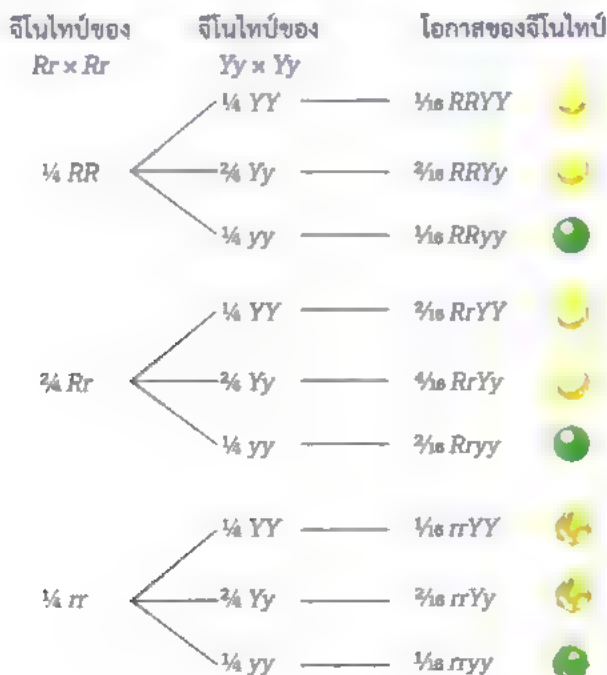 จีโนไทป์ของ จีโนไทป์ของ โอกาสของจีโนไทป์
Rr × Rr Yy × Yy
¼ YY ¹⁄₁₆ RRYY
¼ RR ²⁄₄ Yy ²⁄₁₆ RRYy
¼ yy ¹⁄₁₆ RRyy
¼ YY ²⁄₁₆ RrYY
²⁄₄ Rr ²⁄₄ Yy ⁴⁄₁₆ RrYy
¼ yy ²⁄₁₆ Rryy
¼ YY ¹⁄₁₆ rrYY
¼ rr ²⁄₄ Yy ²⁄₁₆ rrYy
¼ yy ¹⁄₁₆ rryy